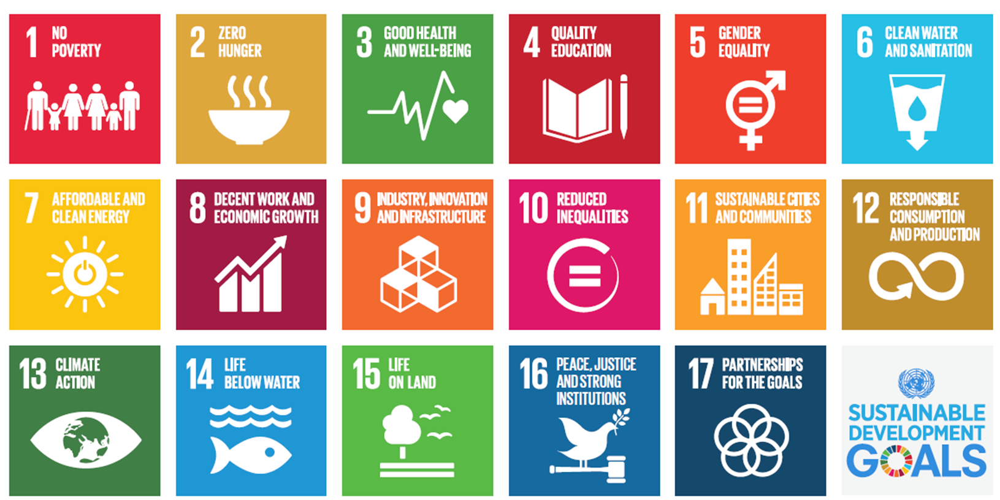 1 NO
POVERTY
2 ZERO
HUNGER
3 GOOD HEALTH
AND WELL-BEING
4 QUALITY
EDUCATION
5 GENDER
EQUALITY
6 CLEAN WATER
AND SANITATION
7 AFFORDABLE AND
CLEAN ENERGY
8 DECENT WORK AND
ECONOMIC GROWTH
9 INDUSTRY, INNOVATION
AND INFRASTRUCTURE
10 REDUCED
INEQUALITIES
11 SUSTAINABLE CITIES
AND COMMUNITIES
12 RESPONSIBLE
CONSUMPTION
AND PRODUCTION
13 CLIMATE
ACTION
14 LIFE
BELOW WATER
15 LIFE
ON LAND
16 PEACE, JUSTICE
AND STRONG
INSTITUTIONS
17 PARTNERSHIPS
FOR THE GOALS
SUSTAINABLE
DEVELOPMENT
GOALS